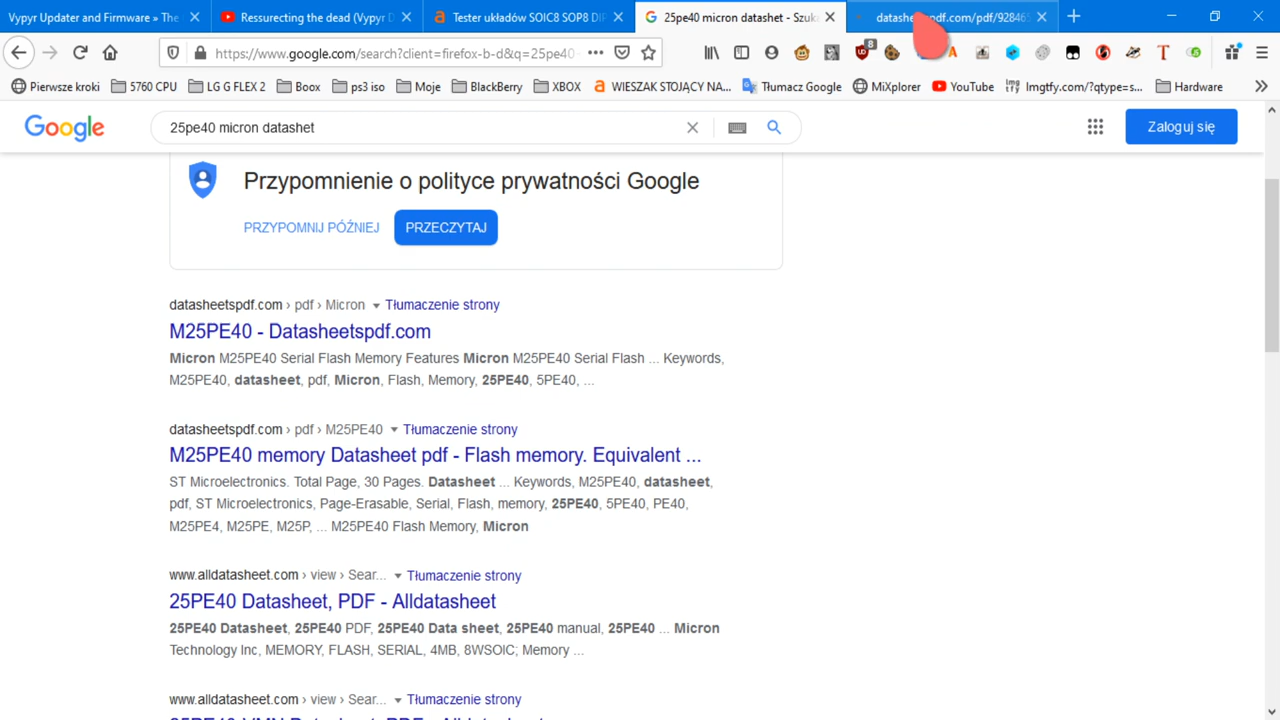 Vypyr Updater and Firmware » The
Ressurecting the dead (Vypyr D
Tester układów SOIC8 SOP8 DI
25pe40 micron datashet - Szuk
pdf.com/pdf/92846
https://www.google.com/search?client=firefox-b-d&q=25pe40-
8
Pierwsze kroki
5760 CPU
LG G FLEX 2
Boox
ps3 iso
Moje
BlackBerry
XBOX
WIESZAK STOJĄCY NA...
Tłumacz Google
MiXplorer
YouTube
lmgtfy.com/?qtype=s...
Hardware
Google
25pe40 micron datashet
Zaloguj się
Przypomnienie o polityce prywatności Google
PRZYPOMNIJ PÓŹNIEJ
PRZECZYTAJ
datasheetspdf.com › pdf › Micron
Tłumaczenie strony
M25PE40 - Datasheetspdf.com
Micron M25PE40 Serial Flash Memory Features Micron M25PE40 Serial Flash ... Keywords,
M25PE40, datasheet, pdf, Micron, Flash, Memory, 25PE40, 5PE40, ...
datasheetspdf.com › pdf › M25PE40
Tłumaczenie strony
M25PE40 memory Datasheet pdf - Flash memory. Equivalent ...
ST Microelectronics. Total Page, 30 Pages. Datasheet ... Keywords, M25PE40, datasheet,
pdf, ST Microelectronics, Page-Erasable, Serial, Flash, memory, 25PE40, 5PE40, PE40,
M25PE4, M25PE, M25P, ... M25PE40 Flash Memory, Micron
www.alldatasheet.com › view › Sear...
Tłumaczenie strony
25PE40 Datasheet, PDF - Alldatasheet
25PE40 Datasheet, 25PE40 PDF, 25PE40 Data sheet, 25PE40 manual, 25PE40 ... Micron
Technology Inc, MEMORY, FLASH, SERIAL, 4MB, 8WSOIC; Memory ...
www.alldatasheet.com › view › Sear...
Tłumaczenie strony